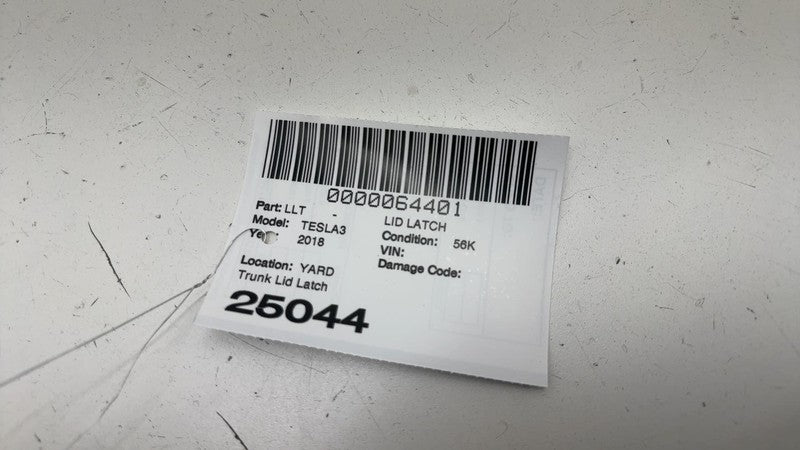 0000064401
Part: LLT - LID LATCH
Model: TESLA3 Condition: 56K
Year: 2018 VIN:
Damage Code:
Location: YARD
Trunk Lid Latch
25044